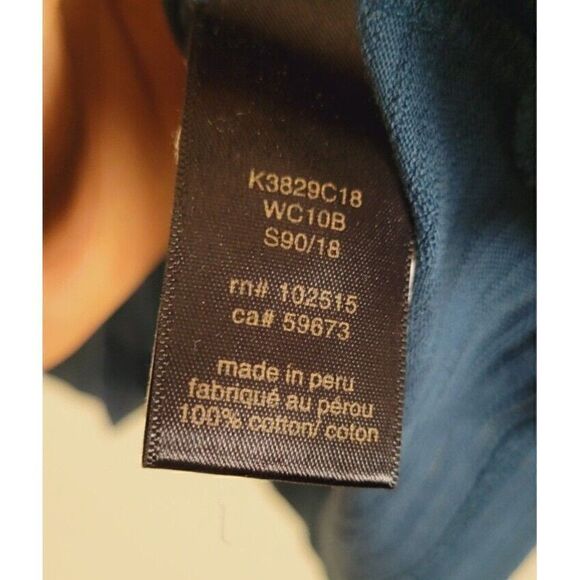 K3829C18
WC10B
S90/18
rn# 102515
ca# 59673
made in peru
fabriqué au pérou
100% cotton/ coton